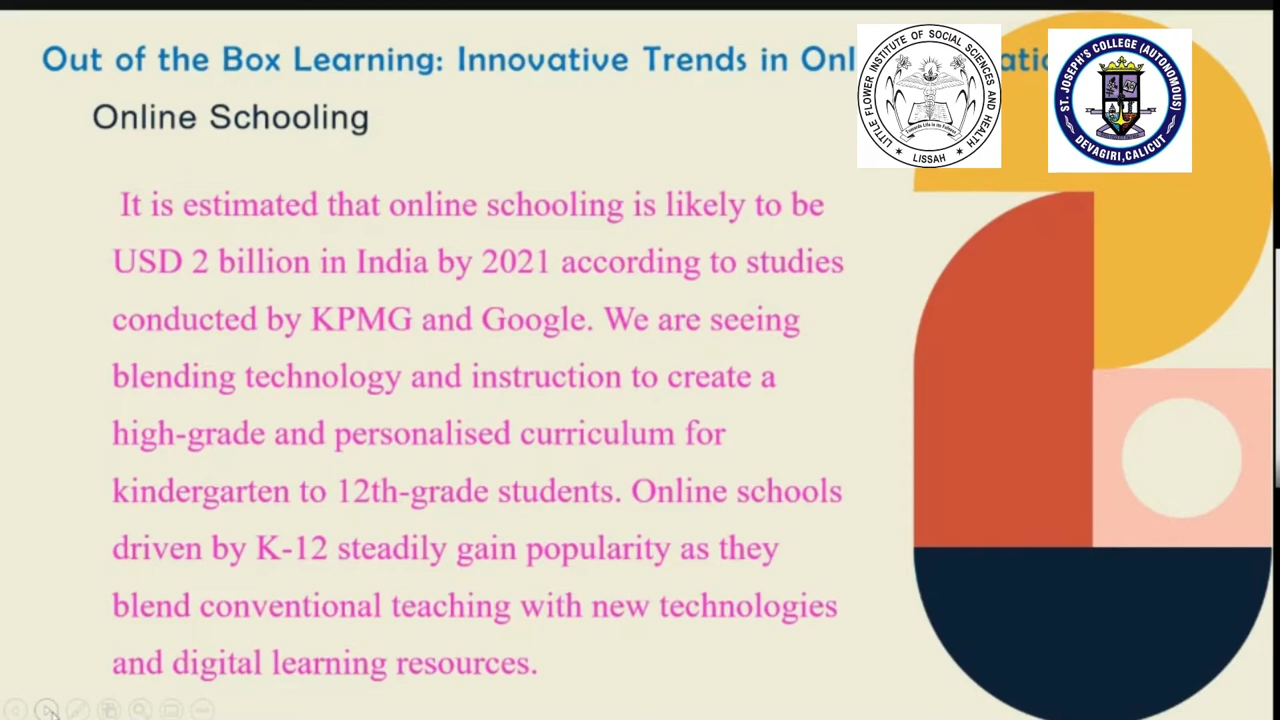 Out of the Box Learning: Innovative Trends in Onl
Online Schooling
LITTLE FLOWER INSTITUTE OF SOCIAL SCIENCES AND HEALTH
LISSAH
ST. JOSEPH'S COLLEGE (AUTONOMOUS)
DEVAGIRI, CALICUT
It is estimated that online schooling is likely to be
USD 2 billion in India by 2021 according to studies
conducted by KPMG and Google. We are seeing
blending technology and instruction to create a
high-grade and personalised curriculum for
kindergarten to 12th-grade students. Online schools
driven by K-12 steadily gain popularity as they
blend conventional teaching with new technologies
and digital learning resources.